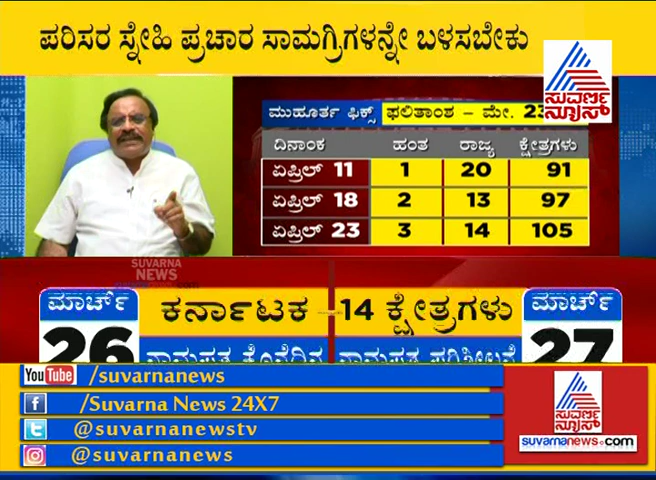 ಪರಿಸರ ಸ್ನೇಹಿ ಪ್ರಚಾರ ಸಾಮಗ್ರಿಗಳನ್ನೇ ಬಳಸಬೇಕು
ಸುವರ್ಣ ನ್ಯೂಸ್
ಮುಹೂರ್ತ ಫಿಕ್ಸ್ ಫಲಿತಾಂಶ - ಮೇ. 23
ದಿನಾಂಕ ಹಂತ ರಾಜ್ಯ ಕ್ಷೇತ್ರಗಳು
ಏಪ್ರಿಲ್ 11 1 20 91
ಏಪ್ರಿಲ್ 18 2 13 97
ಏಪ್ರಿಲ್ 23 3 14 105
SUVARNA NEWS
ಮಾರ್ಚ್ ಕರ್ನಾಟಕ - 14 ಕ್ಷೇತ್ರಗಳು ಮಾರ್ಚ್
26 27
YouTube /suvarnanews
/Suvarna News 24X7
@suvarnanewstv
@suvarnanews
ಸುವರ್ಣ ನ್ಯೂಸ್
suvarnanews.com